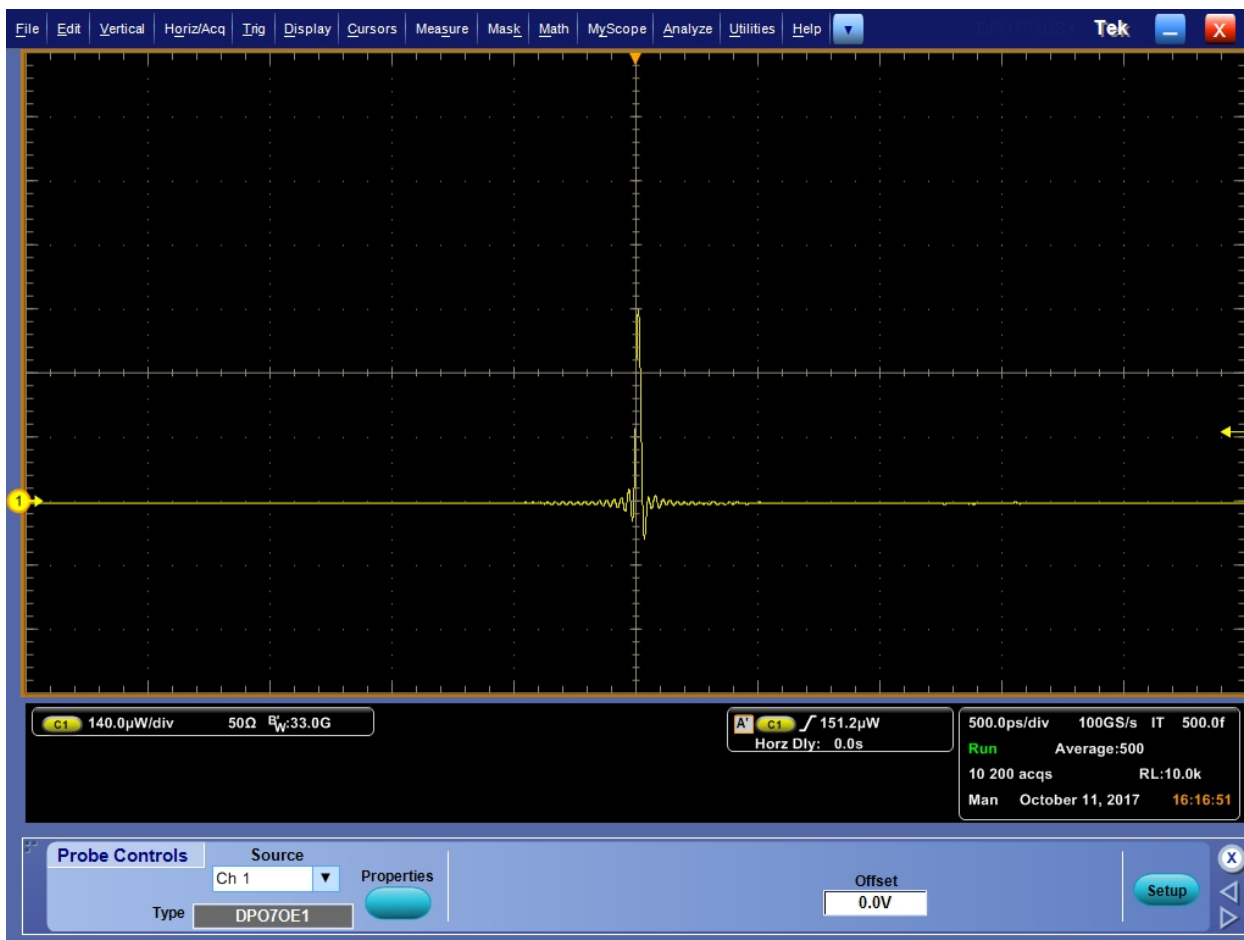 File Edit Vertical Horiz/Acq Trig Display Cursors Measure Mask Math MyScope Analyze Utilities Help Tek X
1
C1 140.0µW/div 50Ω BW:33.0G
A' C1 151.2µW
Horz Dly: 0.0s
500.0ps/div 100GS/s IT 500.0f
Run Average:500
10 200 acqs RL:10.0k
Man October 11, 2017 16:16:51
Probe Controls
Source
Ch 1
Properties
Type DPO7OE1
Offset
0.0V
Setup
X